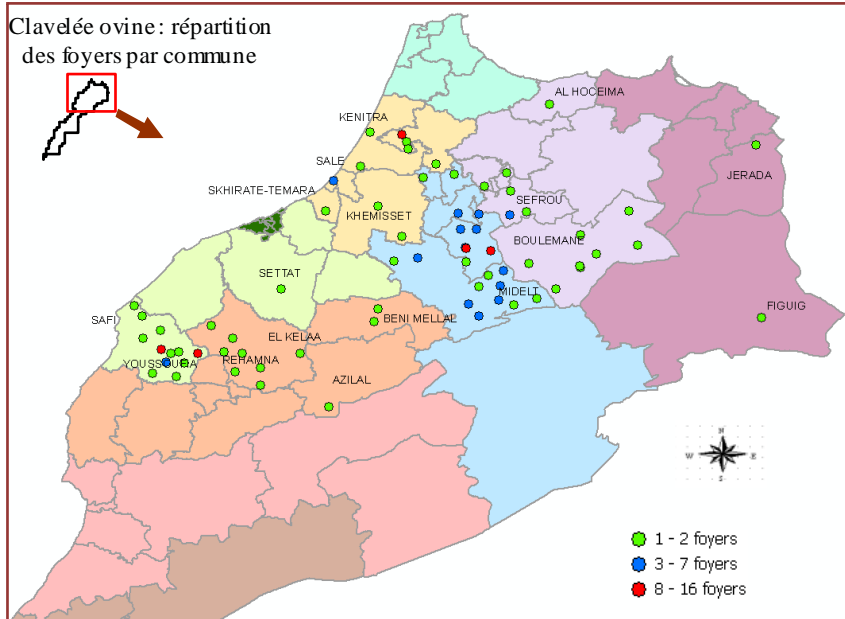 Clavelée ovine : répartition
des foyers par commune
AL HOCEIMA
KENITRA
SALE
JERADA
SKHIRATE-TEMARA
SEFROU
KHEMISSET
BOULEMANE
SETTAT
MIDELT
FIGUIG
SAFI
BENI MELLAL
EL KELAA
YOUSSOUFIA
REHAMNA
AZILAL
N
W E
S
1 - 2 foyers
3 - 7 foyers
8 - 16 foyers